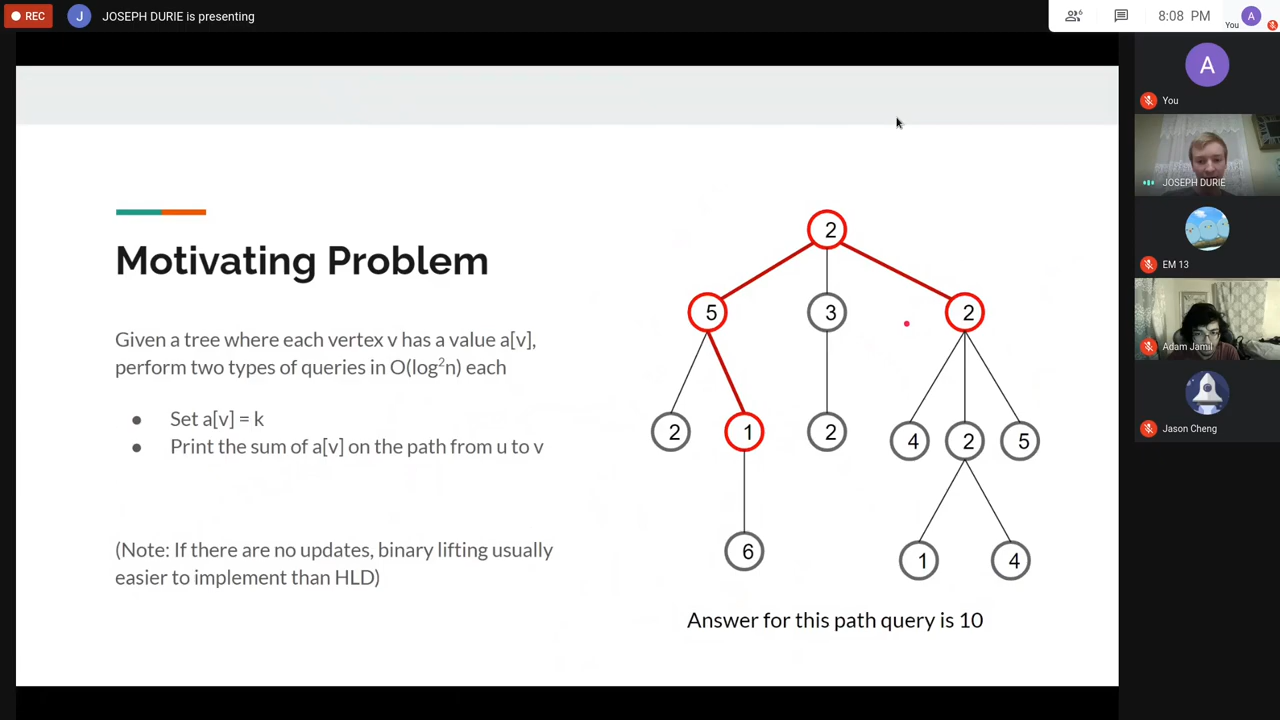 REC
J
JOSEPH DURIE is presenting
6
8:08 PM
You
A
A
You
JOSEPH DURIE
EM 13
Adam Jamil
Jason Cheng
Motivating Problem
Given a tree where each vertex v has a value a[v],
perform two types of queries in O(log²n) each
● Set a[v] = k
● Print the sum of a[v] on the path from u to v
(Note: If there are no updates, binary lifting usually
easier to implement than HLD)
2
5 3 2
2 1 2 4 2 5
6 1 4
Answer for this path query is 10